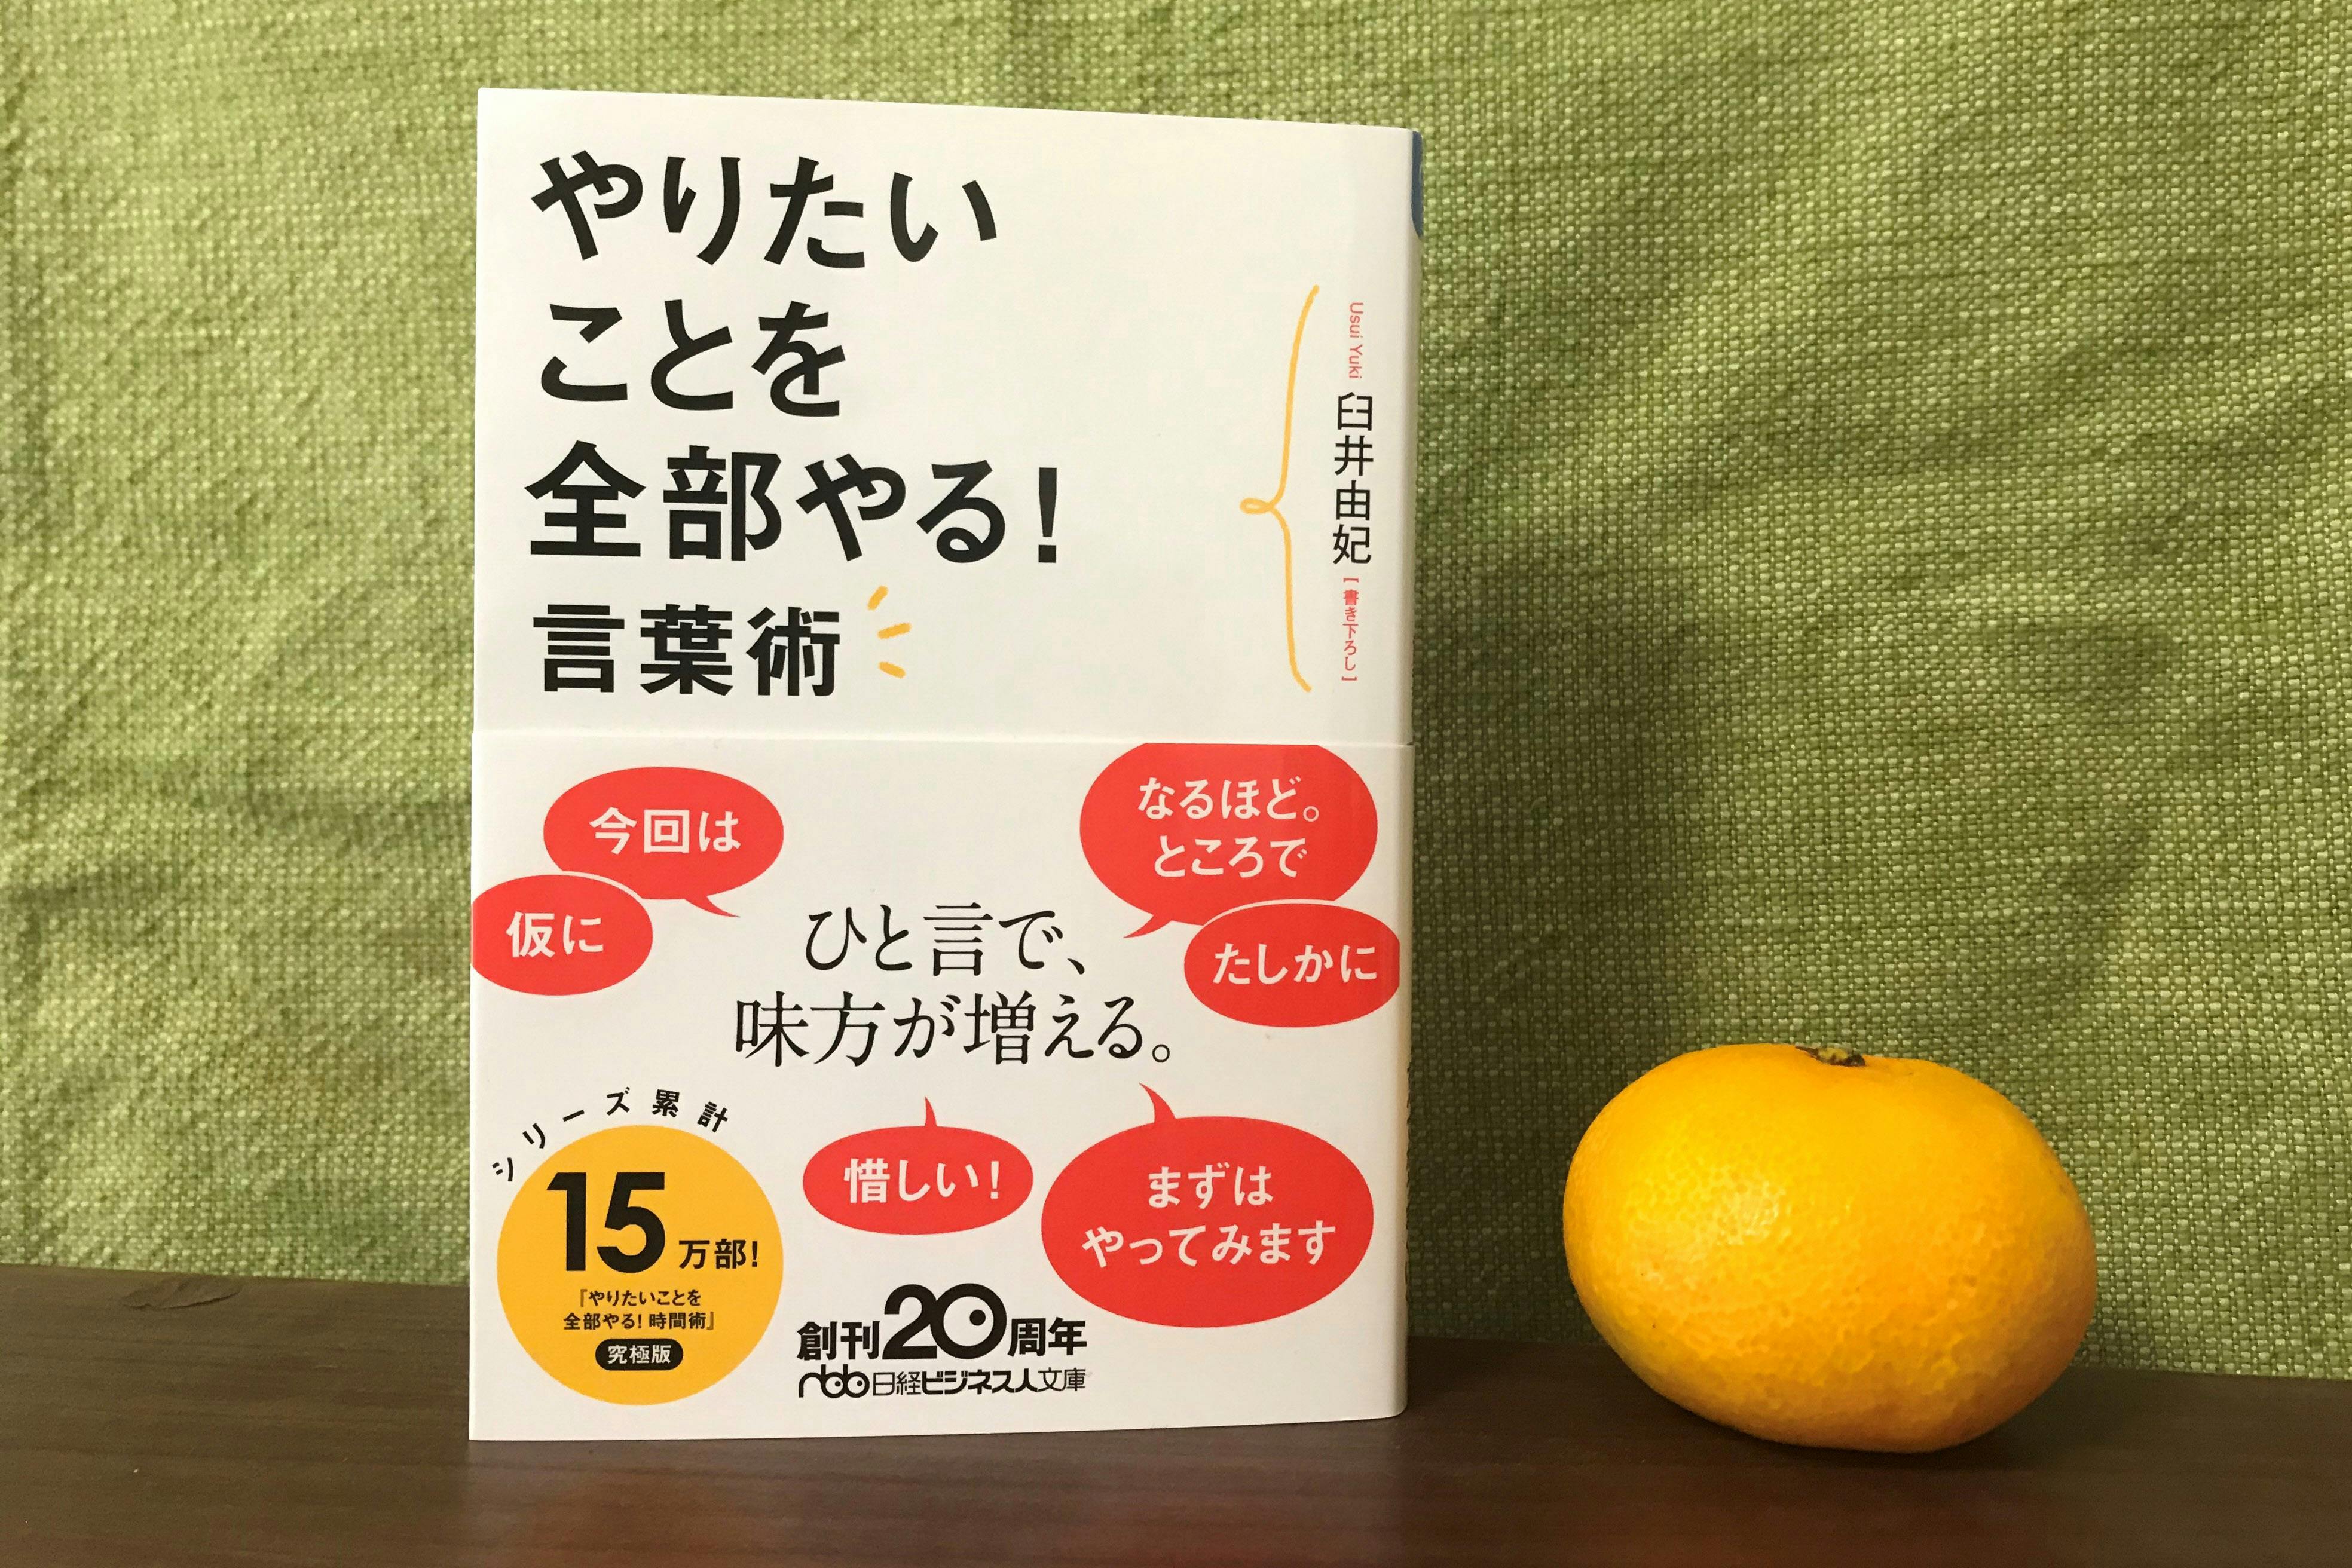 やりたい
ことを
全部やる!
言葉術
Usui Yuki
臼井由妃
[書き下ろし]
今回は
仮に
なるほど。
ところで
たしかに
ひと言で、
味方が増える。
シリーズ累計
15万部!
『やりたいことを
全部やる!時間術』
究極版
惜しい!
まずは
やってみます
創刊20周年
nbb日経ビジネス人文庫